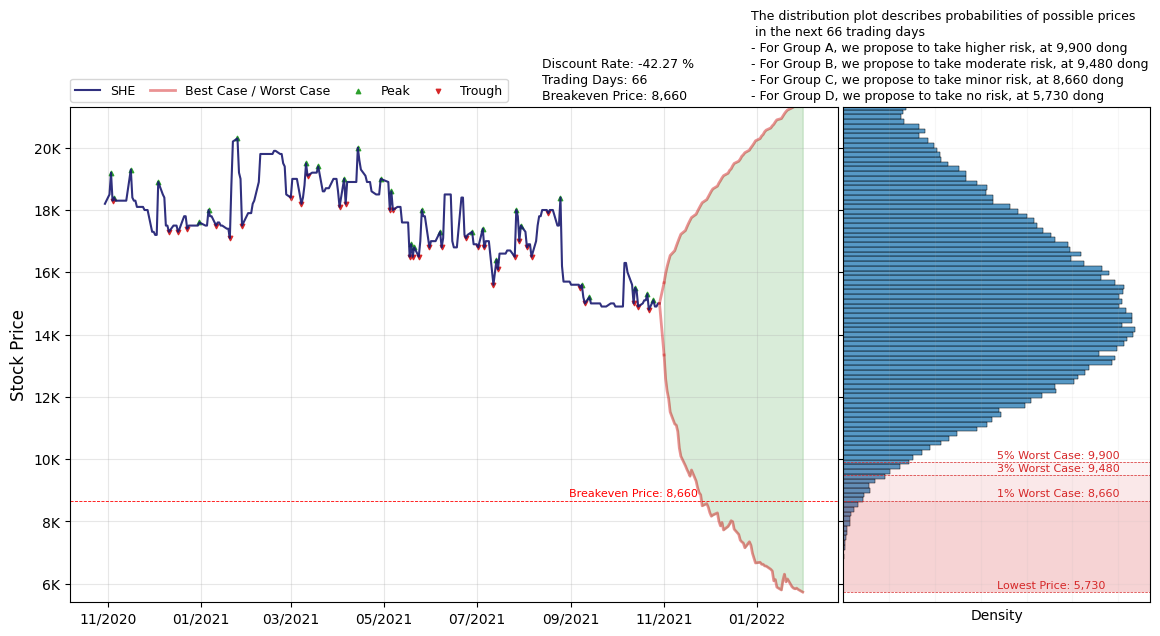 The distribution plot describes probabilities of possible prices
in the next 66 trading days
- For Group A, we propose to take higher risk, at 9,900 dong
- For Group B, we propose to take moderate risk, at 9,480 dong
- For Group C, we propose to take minor risk, at 8,660 dong
- For Group D, we propose to take no risk, at 5,730 dong
Discount Rate: -42.27 %
Trading Days: 66
Breakeven Price: 8,660
SHE Best Case / Worst Case Peak Trough
Stock Price
20K
18K
16K
14K
12K
10K
8K
6K
Breakeven Price: 8,660
5% Worst Case: 9,900
3% Worst Case: 9,480
1% Worst Case: 8,660
Lowest Price: 5,730
11/2020 01/2021 03/2021 05/2021 07/2021 09/2021 11/2021 01/2022
Density